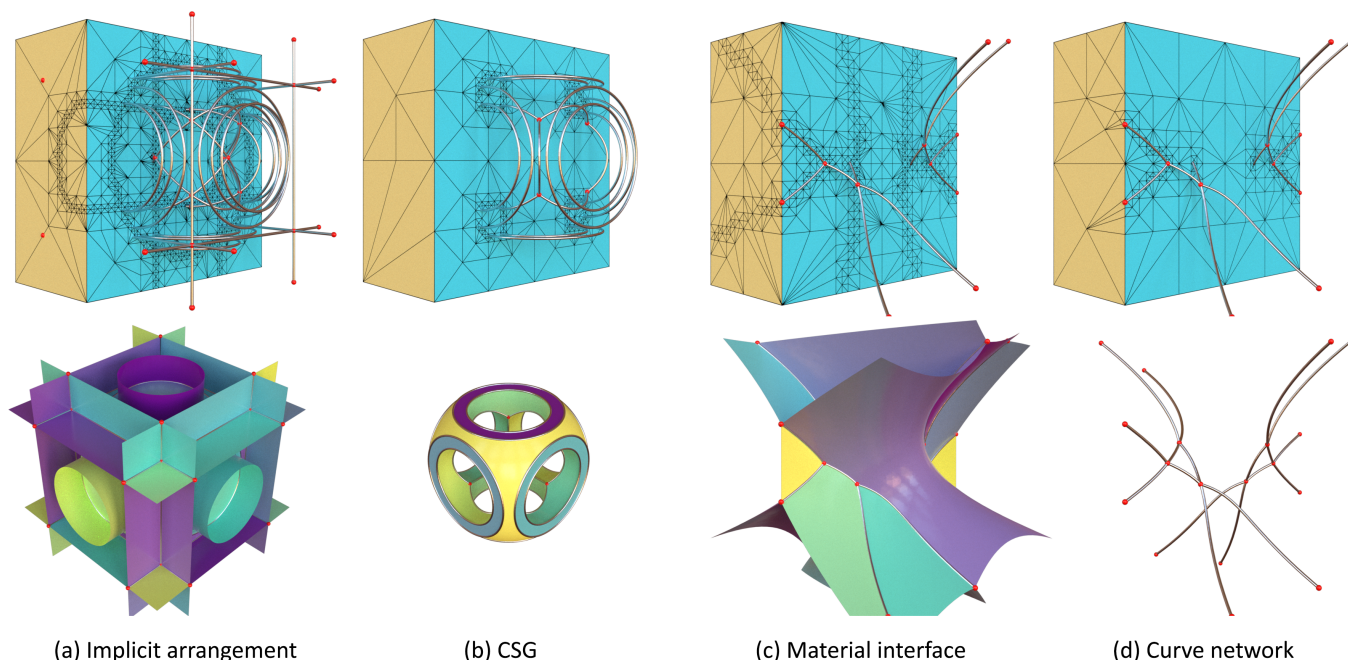 (a) Implicit arrangement
(b) CSG
(c) Material interface
(d) Curve network